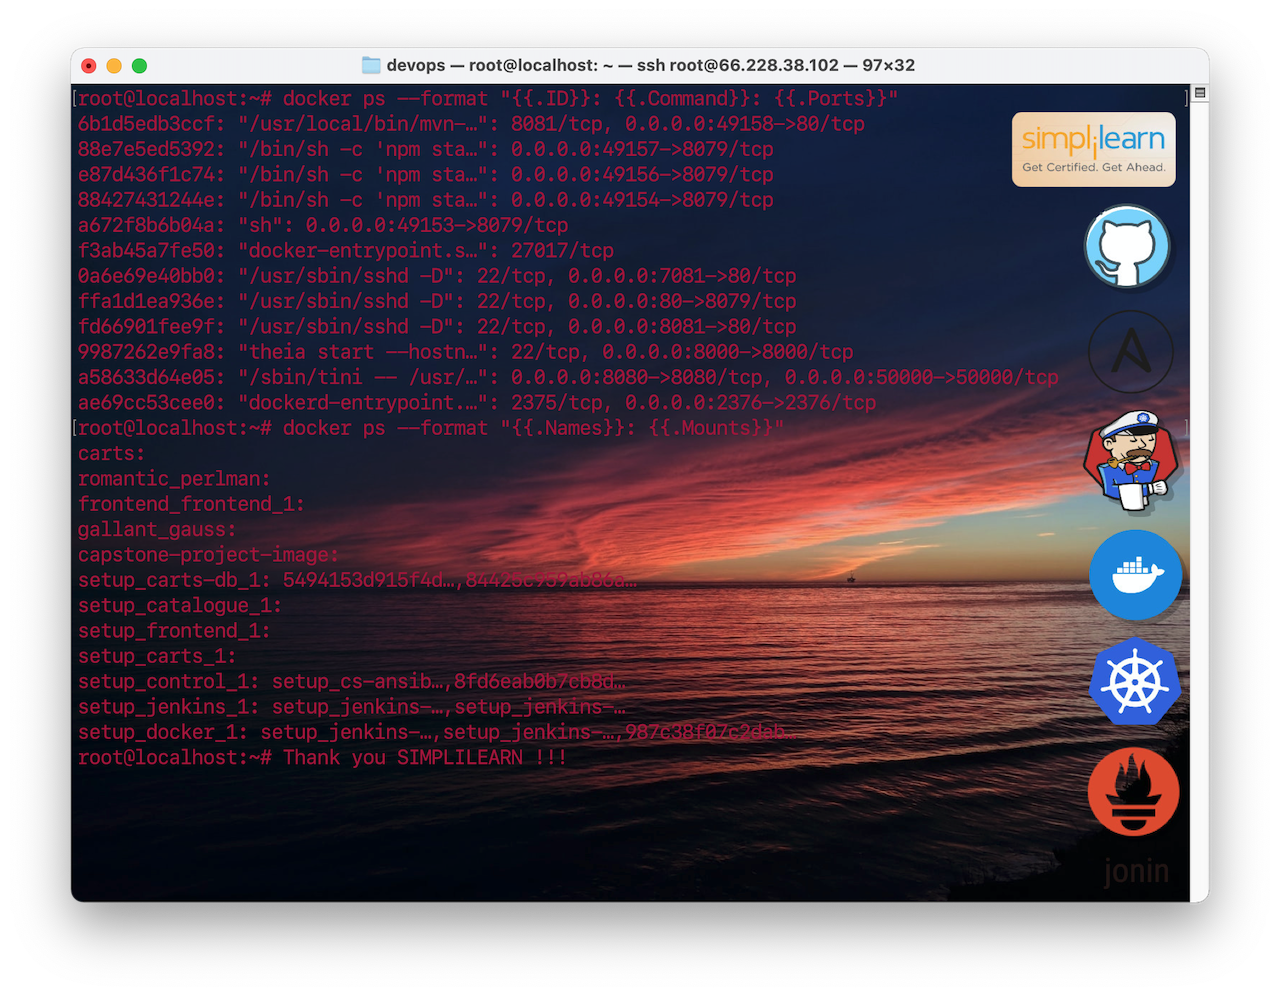 devops — root@localhost: ~ — ssh root@66.228.38.102 — 97×32
[root@localhost:~# docker ps --format "{{.ID}}: {{.Command}}: {{.Ports}}" ]
6b1d5edb3ccf: "/usr/local/bin/mvn-…": 8081/tcp, 0.0.0.0:49158->80/tcp
88e7e5ed5392: "/bin/sh -c 'npm sta…": 0.0.0.0:49157->8079/tcp
e87d436f1c74: "/bin/sh -c 'npm sta…": 0.0.0.0:49156->8079/tcp
88427431244e: "/bin/sh -c 'npm sta…": 0.0.0.0:49154->8079/tcp
a672f8b6b04a: "sh": 0.0.0.0:49153->8079/tcp
f3ab45a7fe50: "docker-entrypoint.s…": 27017/tcp
0a6e69e40bb0: "/usr/sbin/sshd -D": 22/tcp, 0.0.0.0:7081->80/tcp
ffa1d1ea936e: "/usr/sbin/sshd -D": 22/tcp, 0.0.0.0:80->8079/tcp
fd66901fee9f: "/usr/sbin/sshd -D": 22/tcp, 0.0.0.0:8081->80/tcp
9987262e9fa8: "theia start --hostn…": 22/tcp, 0.0.0.0:8000->8000/tcp
a58633d64e05: "/sbin/tini -- /usr/…": 0.0.0.0:8080->8080/tcp, 0.0.0.0:50000->50000/tcp
ae69cc53cee0: "dockerd-entrypoint.…": 2375/tcp, 0.0.0.0:2376->2376/tcp
[root@localhost:~# docker ps --format "{{.Names}}: {{.Mounts}}" ]
carts:
romantic_perlman:
frontend_frontend_1:
gallant_gauss:
capstone-project-image:
setup_carts-db_1: 5494153d915f4d…,84426c959ab86a…
setup_catalogue_1:
setup_frontend_1:
setup_carts_1:
setup_control_1: setup_cs-ansib…,8fd6eab0b7cb8d…
setup_jenkins_1: setup_jenkins-…,setup_jenkins-…
setup_docker_1: setup_jenkins-…,setup_jenkins-…,987c38f07c2dab…
root@localhost:~# Thank you SIMPLILEARN !!!
simplilearn
Get Certified. Get Ahead.
jonin